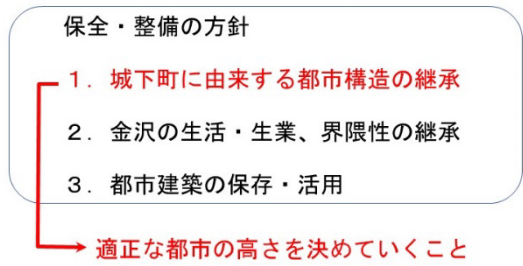 保全・整備の方針
１．城下町に由来する都市構造の継承
２．金沢の生活・生業、界隈性の継承
３．都市建築の保存・活用
適正な都市の高さを決めていくこと